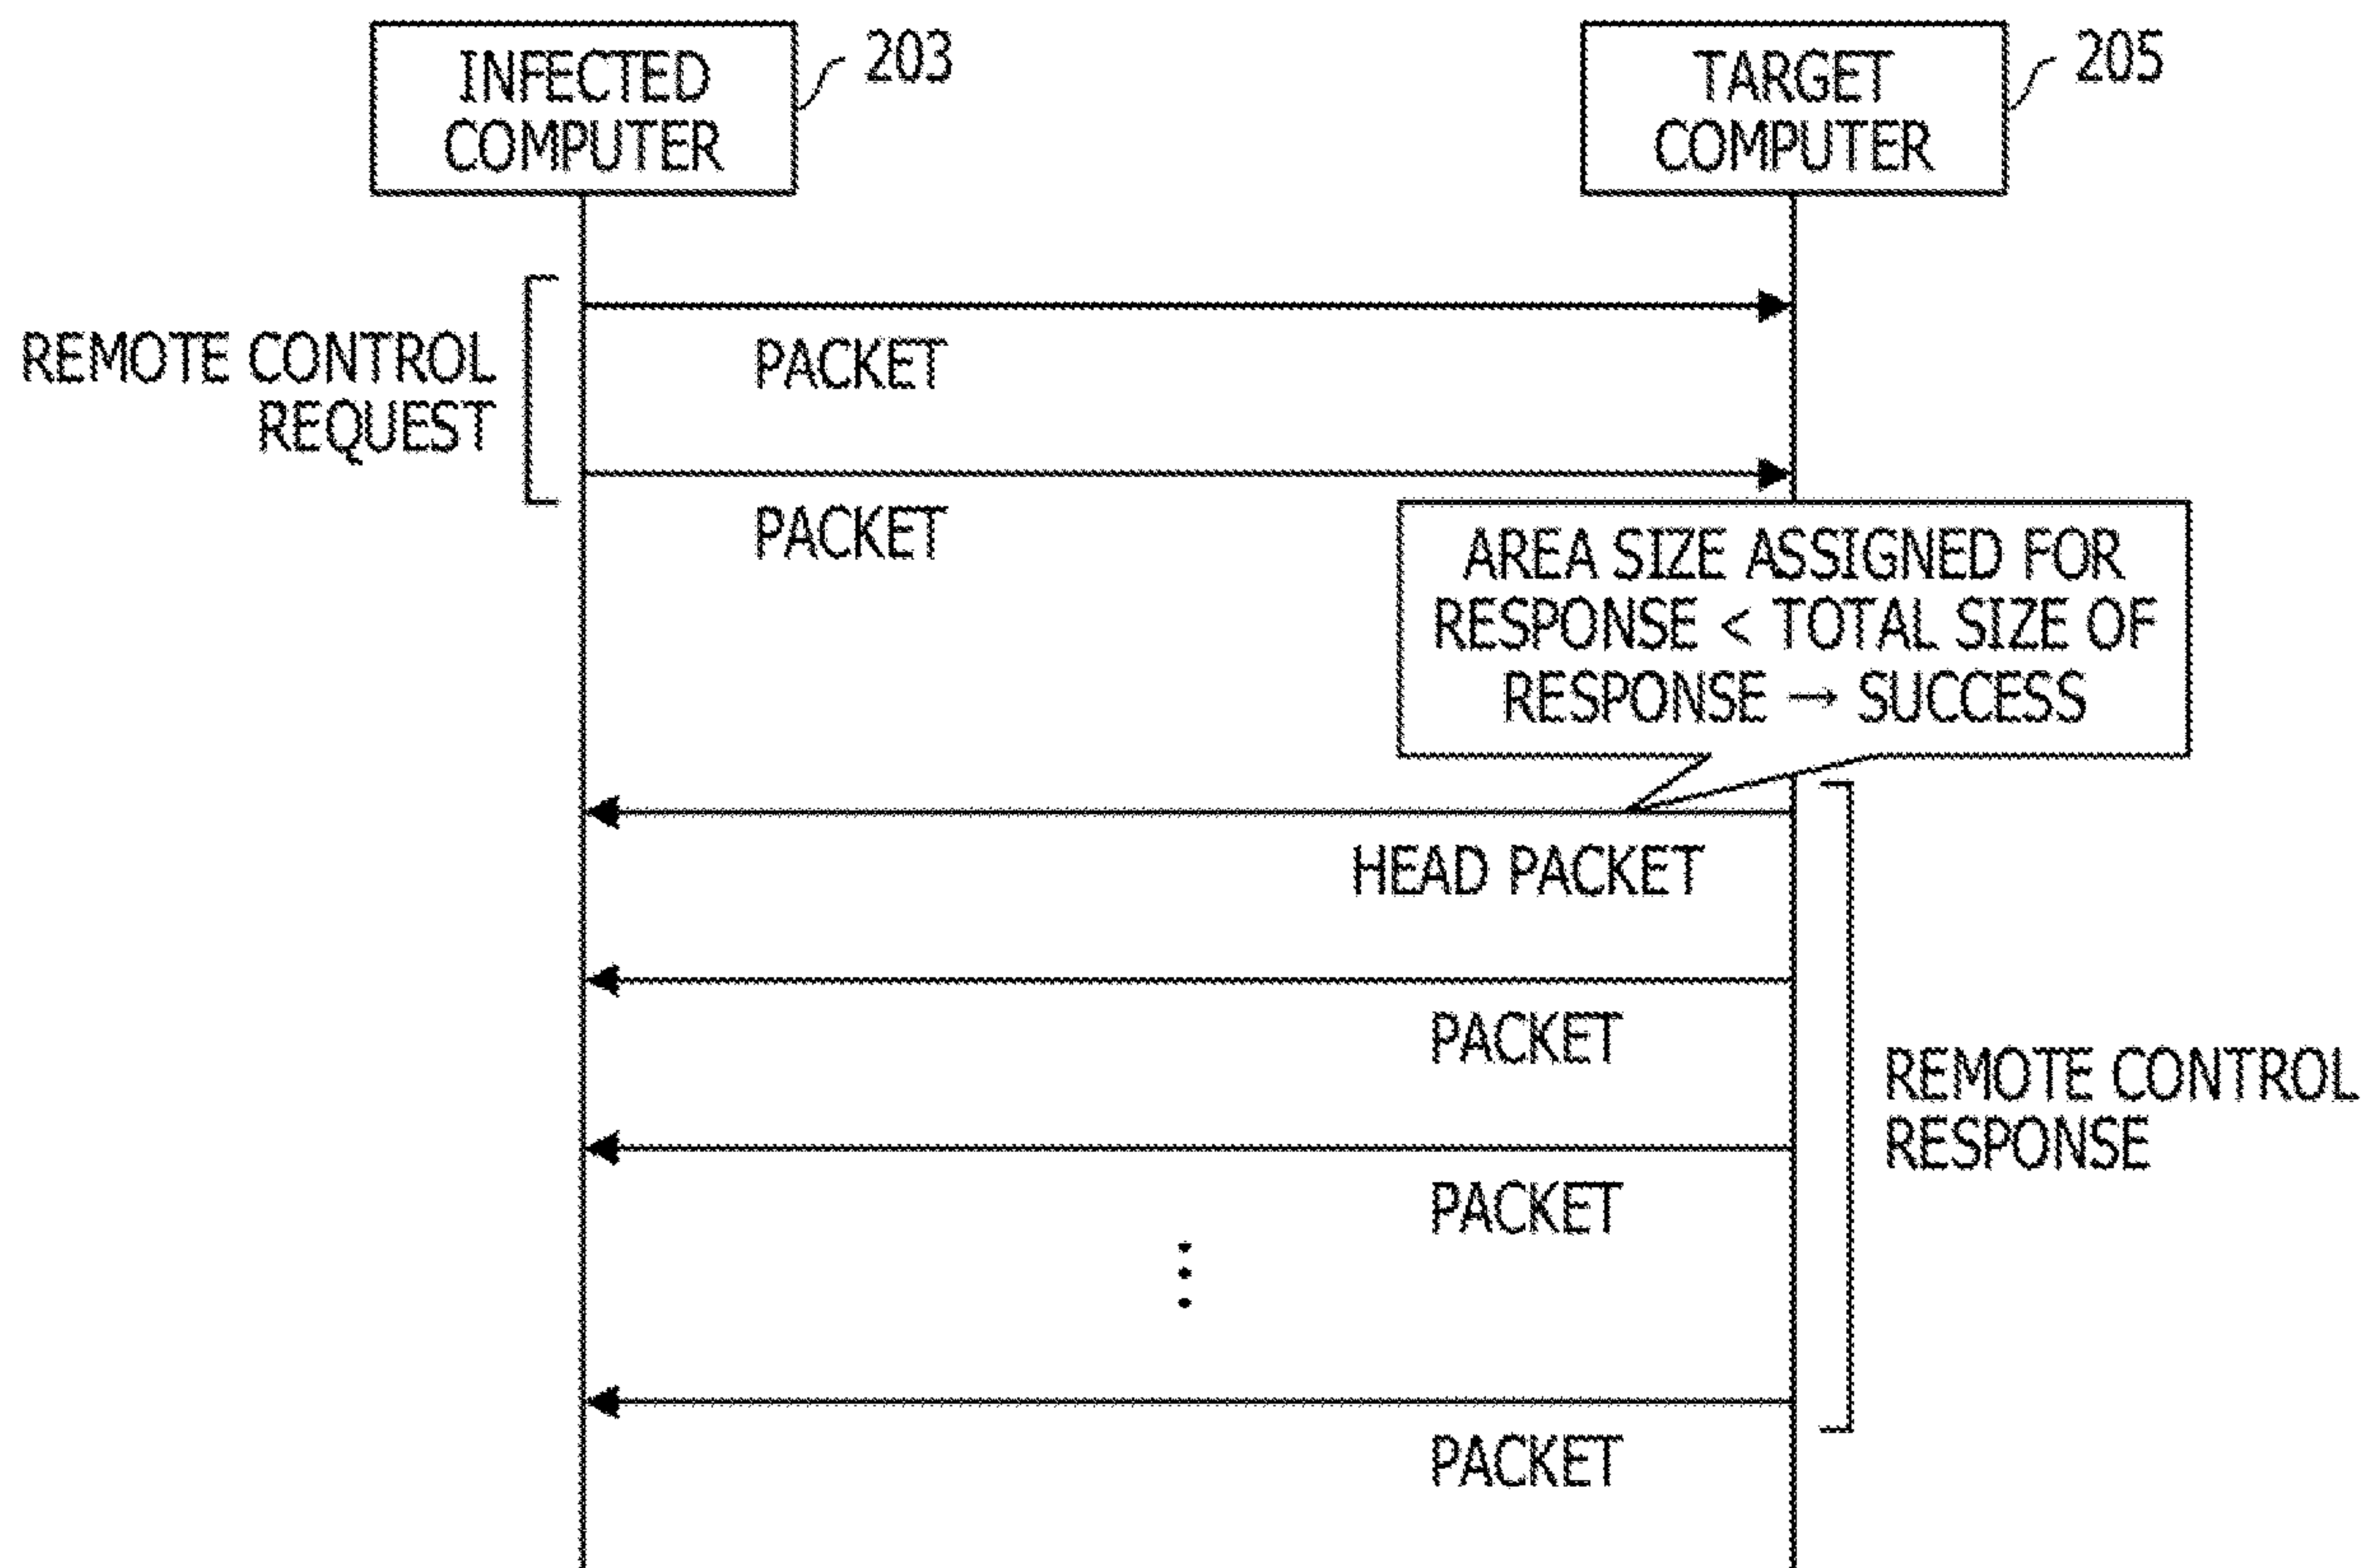 INFECTED
COMPUTER
203
TARGET
COMPUTER
205
REMOTE CONTROL
REQUEST
PACKET
PACKET
AREA SIZE ASSIGNED FOR
RESPONSE < TOTAL SIZE OF
RESPONSE → SUCCESS
HEAD PACKET
PACKET
REMOTE CONTROL
RESPONSE
PACKET
PACKET